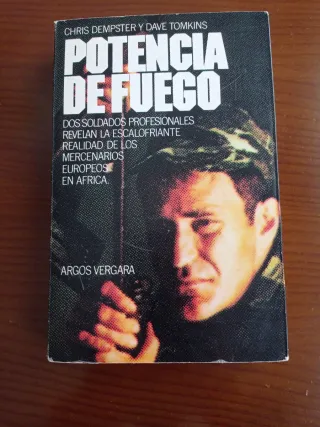 CHRIS DEMPSTER Y DAVE TOMKINS
POTENCIA
DE FUEGO
DOS SOLDADOS PROFESIONALES
REVELAN LA ESCALOFRIANTE
REALIDAD DE LOS
MERCENARIOS
EUROPEOS
EN AFRICA.
ARGOS VERGARA